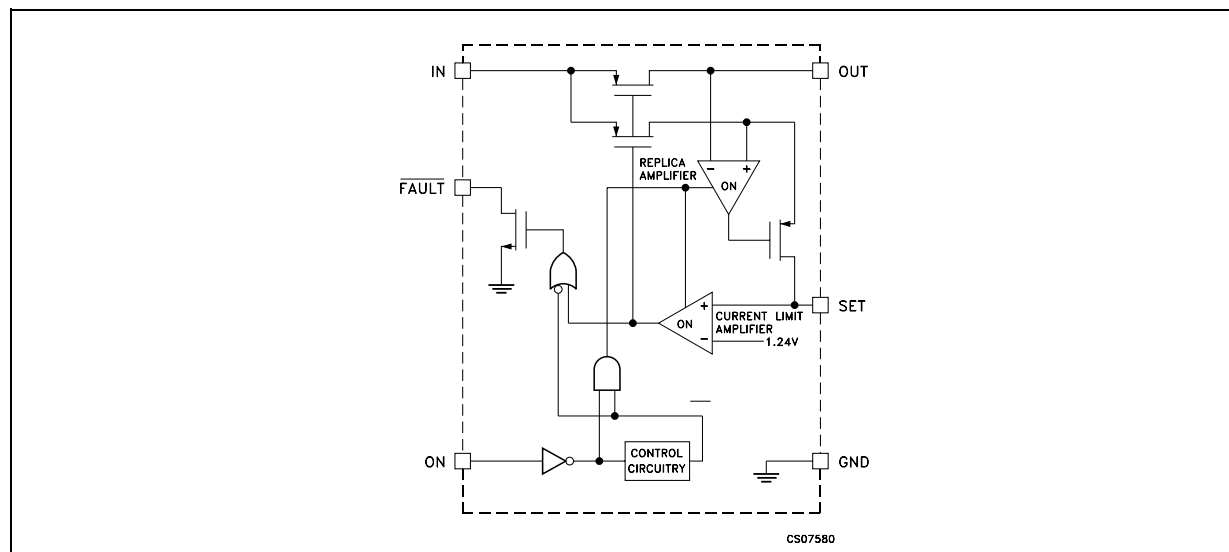 IN
OUT
REPLICA
AMPLIFIER
- +
ON
FAULT
+
SET
ON
CURRENT LIMIT
AMPLIFIER
-
1.24V
ON
CONTROL
CIRCUITRY
GND
CS07580